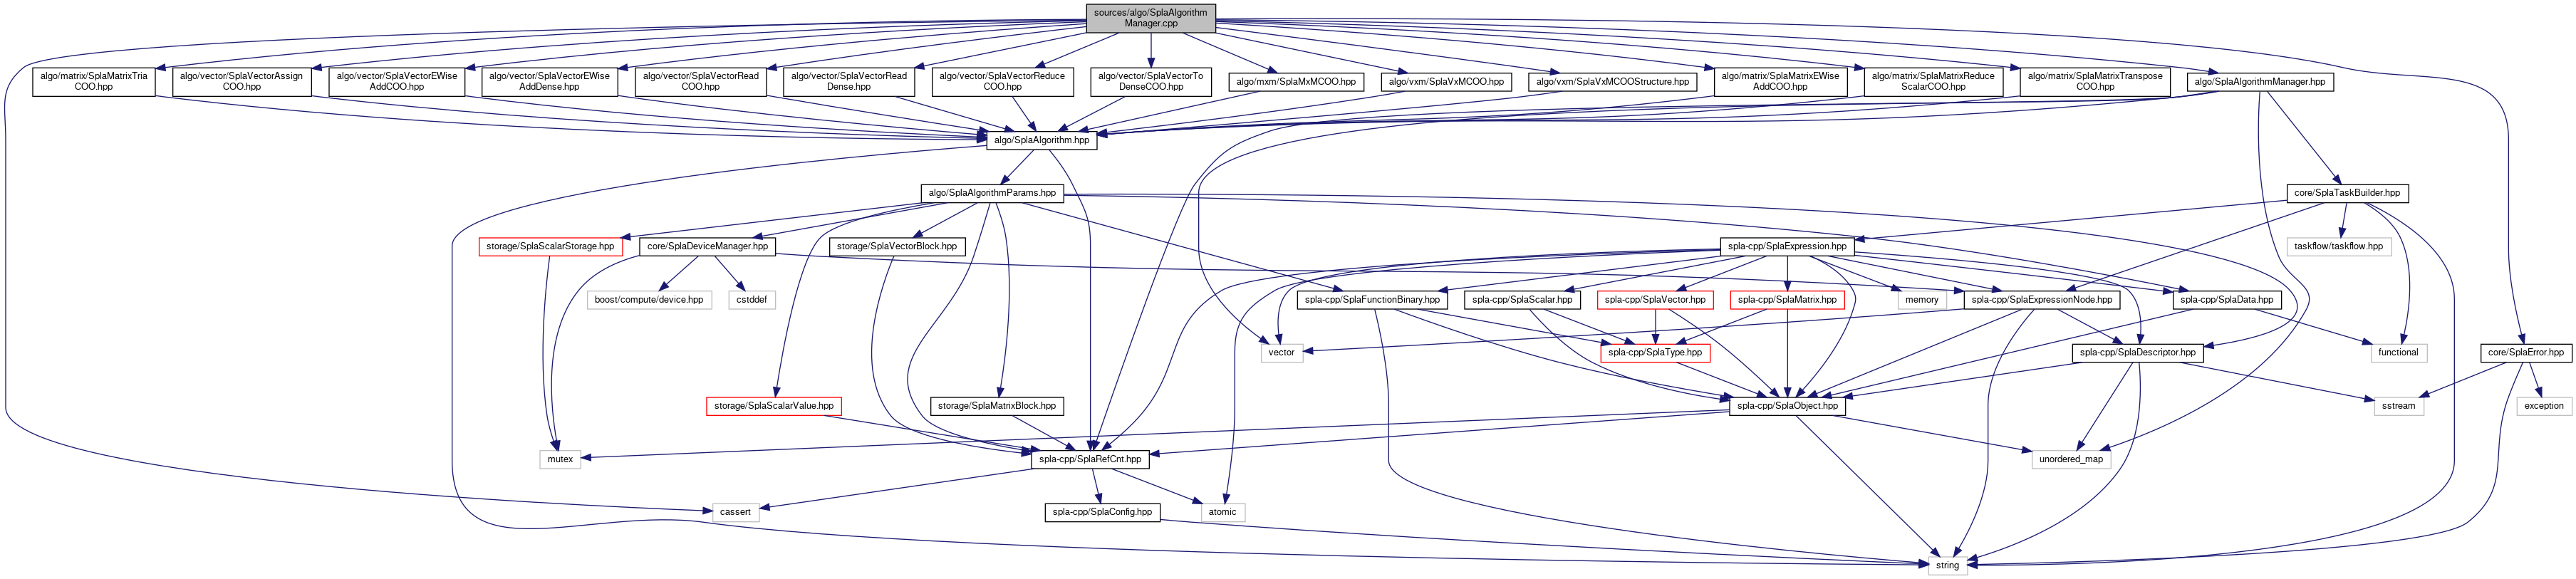 sources/algo/SplaAlgorithm
Manager.cpp
algo/matrix/SplaMatrixTria
COO.hpp
algo/vector/SplaVectorAssign
COO.hpp
algo/vector/SplaVectorEWise
AddCOO.hpp
algo/vector/SplaVectorEWise
AddDense.hpp
algo/vector/SplaVectorRead
COO.hpp
algo/vector/SplaVectorRead
Dense.hpp
algo/vector/SplaVectorReduce
COO.hpp
algo/vector/SplaVectorTo
DenseCOO.hpp
algo/mxm/SplaMxMCOO.hpp
algo/vxm/SplaVxMCOO.hpp
algo/vxm/SplaVxMCOOStructure.hpp
algo/matrix/SplaMatrixEWise
AddCOO.hpp
algo/matrix/SplaMatrixReduce
ScalarCOO.hpp
algo/matrix/SplaMatrixTranspose
COO.hpp
algo/SplaAlgorithmManager.hpp
algo/SplaAlgorithm.hpp
algo/SplaAlgorithmParams.hpp
core/SplaTaskBuilder.hpp
storage/SplaScalarStorage.hpp
core/SplaDeviceManager.hpp
storage/SplaVectorBlock.hpp
spla-cpp/SplaExpression.hpp
taskflow/taskflow.hpp
boost/compute/device.hpp
cstddef
spla-cpp/SplaFunctionBinary.hpp
spla-cpp/SplaScalar.hpp
spla-cpp/SplaVector.hpp
spla-cpp/SplaMatrix.hpp
memory
spla-cpp/SplaExpressionNode.hpp
spla-cpp/SplaData.hpp
vector
spla-cpp/SplaType.hpp
spla-cpp/SplaDescriptor.hpp
functional
core/SplaError.hpp
storage/SplaScalarValue.hpp
storage/SplaMatrixBlock.hpp
spla-cpp/SplaObject.hpp
sstream
exception
mutex
spla-cpp/SplaRefCnt.hpp
unordered_map
cassert
spla-cpp/SplaConfig.hpp
atomic
string